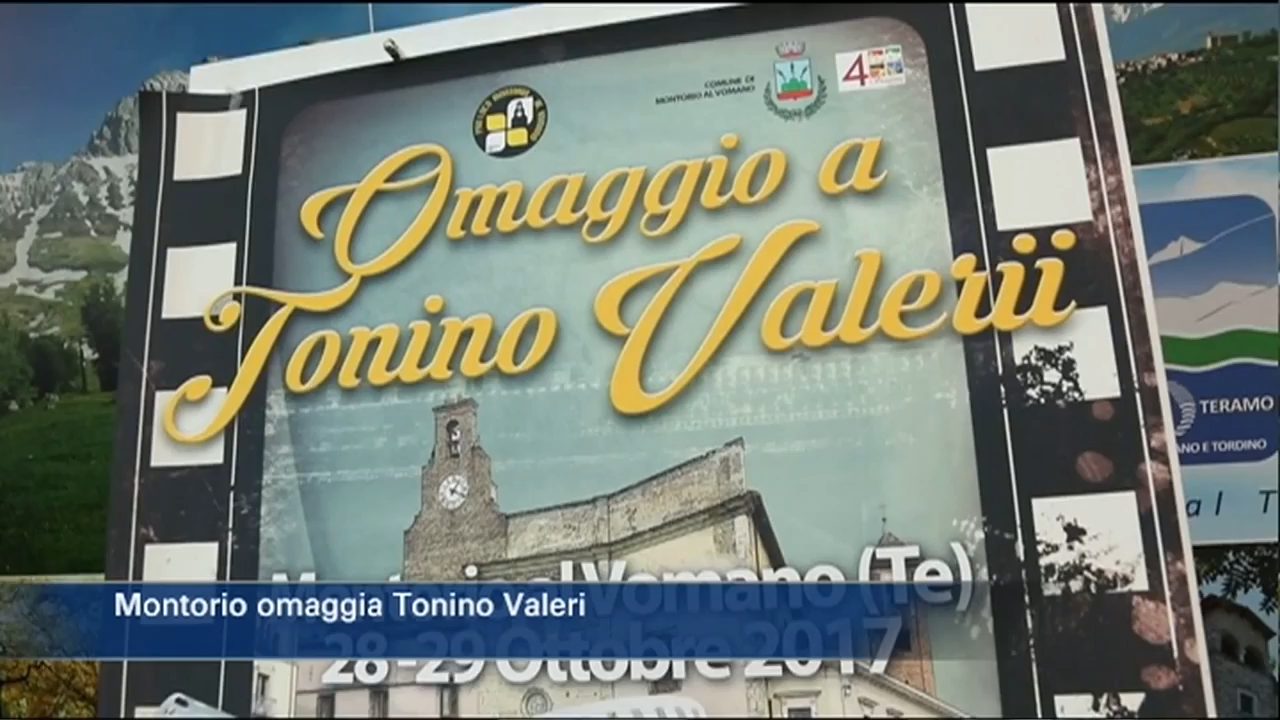 COMUNE DI
MONTORIO AL VOMANO
4
Omaggio a
Tonino Valerii
TERAMO
NO E TORDINO
al T
Montorio al Vomano (Te)
28-29 Ottobre 2017
Montorio omaggia Tonino Valeri